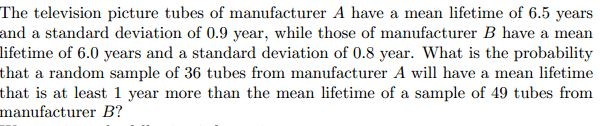 The television picture tubes of manufacturer A have a mean lifetime of 6.5 years
and a standard deviation of 0.9 year, while those of manufacturer B have a mean
lifetime of 6.0 years and a standard deviation of 0.8 year. What is the probability
that a random sample of 36 tubes from manufacturer A will have a mean lifetime
that is at least 1 year more than the mean lifetime of a sample of 49 tubes from
manufacturer B?